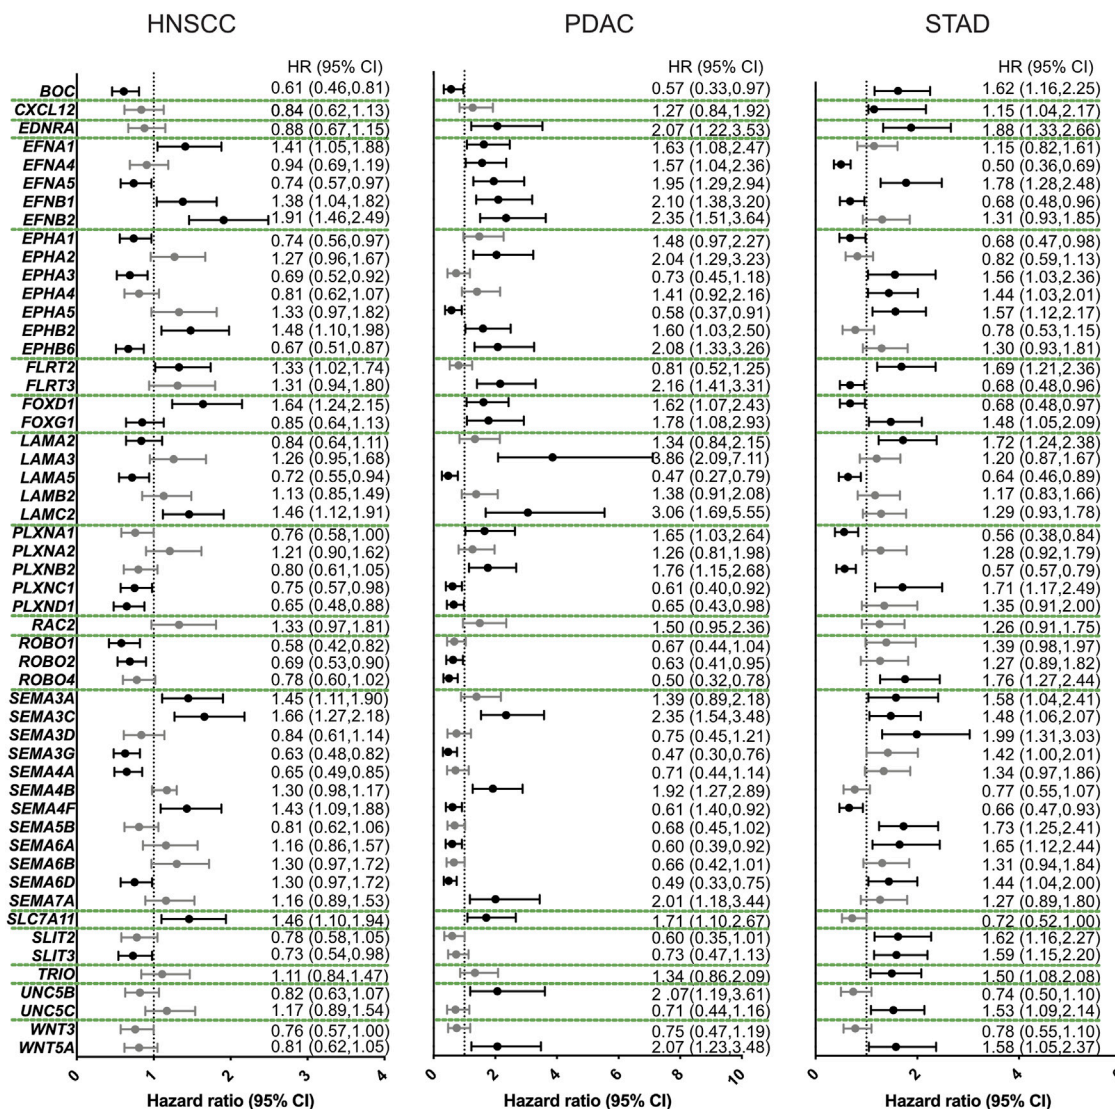 HNSCC PDAC STAD
HR (95% CI) HR (95% CI) HR (95% CI)
BOC 0.61 (0.46,0.81) 0.57 (0.33,0.97) 1.62 (1.16,2.25)
CXCL12 0.84 (0.62,1.13) 1.27 (0.84,1.92) 1.15 (1.04,2.17)
EDNRA 0.88 (0.67,1.15) 2.07 (1.22,3.53) 1.88 (1.33,2.66)
EFNA1 1.41 (1.05,1.88) 1.63 (1.08,2.47) 1.15 (0.82,1.61)
EFNA4 0.94 (0.69,1.19) 1.57 (1.04,2.36) 0.50 (0.36,0.69)
EFNA5 0.74 (0.57,0.97) 1.95 (1.29,2.94) 1.78 (1.28,2.48)
EFNB1 1.38 (1.04,1.82) 2.10 (1.38,3.20) 0.68 (0.48,0.96)
EFNB2 1.91 (1.46,2.49) 2.35 (1.51,3.64) 1.31 (0.93,1.85)
EPHA1 0.74 (0.56,0.97) 1.48 (0.97,2.27) 0.68 (0.47,0.98)
EPHA2 1.27 (0.96,1.67) 2.04 (1.29,3.23) 0.82 (0.59,1.13)
EPHA3 0.69 (0.52,0.92) 0.73 (0.45,1.18) 1.56 (1.03,2.36)
EPHA4 0.81 (0.62,1.07) 1.41 (0.92,2.16) 1.44 (1.03,2.01)
EPHA5 1.33 (0.97,1.82) 0.58 (0.37,0.91) 1.57 (1.12,2.17)
EPHB2 1.48 (1.10,1.98) 1.60 (1.03,2.50) 0.78 (0.53,1.15)
EPHB6 0.67 (0.51,0.87) 2.08 (1.33,3.26) 1.30 (0.93,1.81)
FLRT2 1.33 (1.02,1.74) 0.81 (0.52,1.25) 1.69 (1.21,2.36)
FLRT3 1.31 (0.94,1.80) 2.16 (1.41,3.31) 0.68 (0.48,0.96)
FOXD1 1.64 (1.24,2.15) 1.62 (1.07,2.43) 0.68 (0.48,0.97)
FOXG1 0.85 (0.64,1.13) 1.78 (1.08,2.93) 1.48 (1.05,2.09)
LAMA2 0.84 (0.64,1.11) 1.34 (0.84,2.15) 1.72 (1.24,2.38)
LAMA3 1.26 (0.95,1.68) 3.86 (2.09,7.11) 1.20 (0.87,1.67)
LAMA5 0.72 (0.55,0.94) 0.47 (0.27,0.79) 0.64 (0.46,0.89)
LAMB2 1.13 (0.85,1.49) 1.38 (0.91,2.08) 1.17 (0.83,1.66)
LAMC2 1.46 (1.12,1.91) 3.06 (1.69,5.55) 1.29 (0.93,1.78)
PLXNA1 0.76 (0.58,1.00) 1.65 (1.03,2.64) 0.56 (0.38,0.84)
PLXNA2 1.21 (0.90,1.62) 1.26 (0.81,1.98) 1.28 (0.92,1.79)
PLXNB2 0.80 (0.61,1.05) 1.76 (1.15,2.68) 0.57 (0.57,0.79)
PLXNC1 0.75 (0.57,0.98) 0.61 (0.40,0.92) 1.71 (1.17,2.49)
PLXND1 0.65 (0.48,0.88) 0.65 (0.43,0.98) 1.35 (0.91,2.00)
RAC2 1.33 (0.97,1.81) 1.50 (0.95,2.36) 1.26 (0.91,1.75)
ROBO1 0.58 (0.42,0.82) 0.67 (0.44,1.04) 1.39 (0.98,1.97)
ROBO2 0.69 (0.53,0.90) 0.63 (0.41,0.95) 1.27 (0.89,1.82)
ROBO4 0.78 (0.60,1.02) 0.50 (0.32,0.78) 1.76 (1.27,2.44)
SEMA3A 1.45 (1.11,1.90) 1.39 (0.89,2.18) 1.58 (1.04,2.41)
SEMA3C 1.66 (1.27,2.18) 2.35 (1.54,3.48) 1.48 (1.06,2.07)
SEMA3D 0.84 (0.61,1.14) 0.75 (0.45,1.21) 1.99 (1.31,3.03)
SEMA3G 0.63 (0.48,0.82) 0.47 (0.30,0.76) 1.42 (1.00,2.01)
SEMA4A 0.65 (0.49,0.85) 0.71 (0.44,1.14) 1.34 (0.97,1.86)
SEMA4B 1.30 (0.98,1.17) 1.92 (1.27,2.89) 0.77 (0.55,1.07)
SEMA4F 1.43 (1.09,1.88) 0.61 (1.40,0.92) 0.66 (0.47,0.93)
SEMA5B 0.81 (0.62,1.06) 0.68 (0.45,1.02) 1.73 (1.25,2.41)
SEMA6A 1.16 (0.86,1.57) 0.60 (0.39,0.92) 1.65 (1.12,2.44)
SEMA6B 1.30 (0.97,1.72) 0.66 (0.42,1.01) 1.31 (0.94,1.84)
SEMA6D 1.30 (0.97,1.72) 0.49 (0.33,0.75) 1.44 (1.04,2.00)
SEMA7A 1.16 (0.89,1.53) 2.01 (1.18,3.44) 1.27 (0.89,1.80)
SLC7A11 1.46 (1.10,1.94) 1.71 (1.10,2.67) 0.72 (0.52,1.00)
SLIT2 0.78 (0.58,1.05) 0.60 (0.35,1.01) 1.62 (1.16,2.27)
SLIT3 0.73 (0.54,0.98) 0.73 (0.47,1.13) 1.59 (1.15,2.20)
TRIO 1.11 (0.84,1.47) 1.34 (0.86,2.09) 1.50 (1.08,2.08)
UNC5B 0.82 (0.63,1.07) 2 .07(1.19,3.61) 0.74 (0.50,1.10)
UNC5C 1.17 (0.89,1.54) 0.71 (0.44,1.16) 1.53 (1.09,2.14)
WNT3 0.76 (0.57,1.00) 0.75 (0.47,1.19) 0.78 (0.55,1.10)
WNT5A 0.81 (0.62,1.05) 2.07 (1.23,3.48) 1.58 (1.05,2.37)
0 1 2 3 4 0 2 4 6 8 10 0 2 4 6
Hazard ratio (95% CI) Hazard ratio (95% CI) Hazard ratio (95% CI)